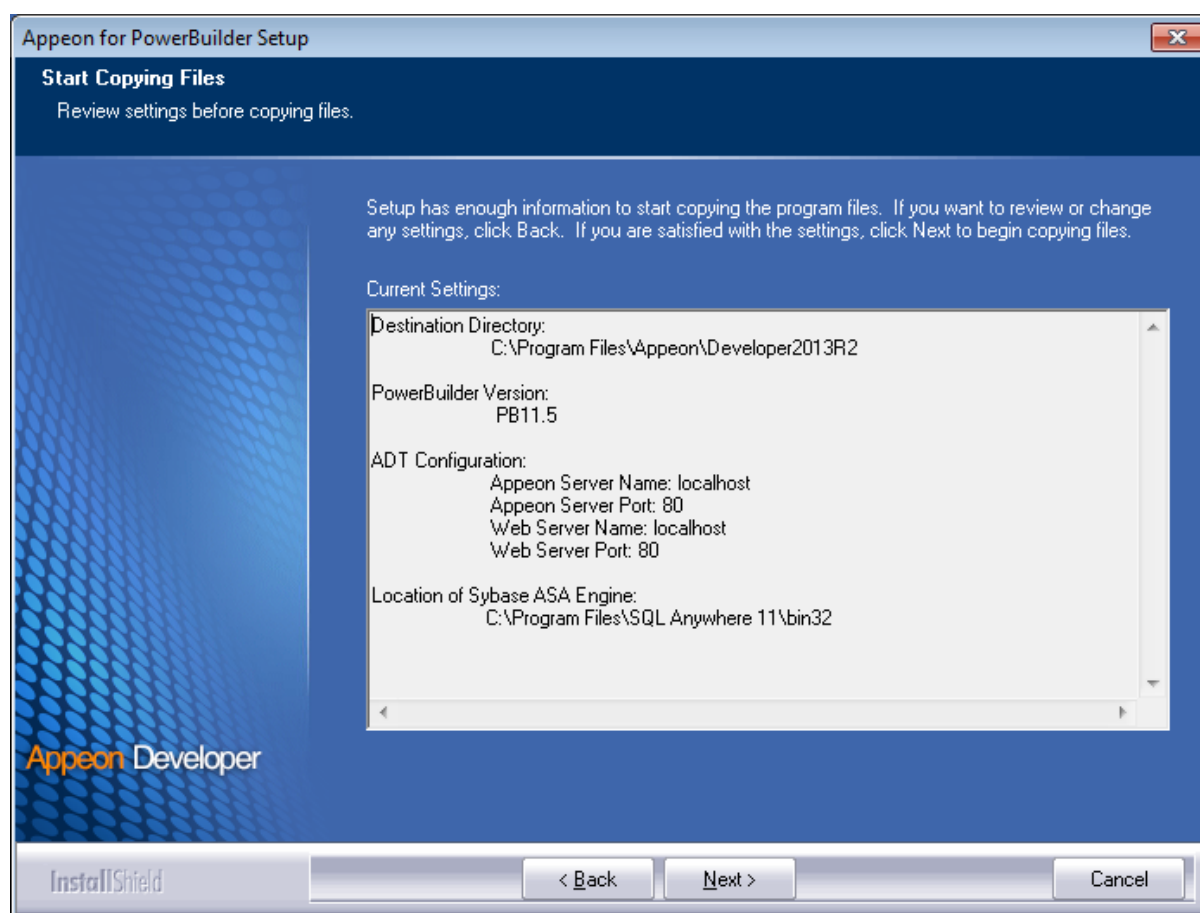 Appeon for PowerBuilder Setup
Start Copying Files
Review settings before copying files.
Setup has enough information to start copying the program files. If you want to review or change
any settings, click Back. If you are satisfied with the settings, click Next to begin copying files.
Current Settings:
Destination Directory:
C:\Program Files\Appeon\Developer2013R2
PowerBuilder Version:
PB11.5
ADT Configuration:
Appeon Server Name: localhost
Appeon Server Port: 80
Web Server Name: localhost
Web Server Port: 80
Location of Sybase ASA Engine:
C:\Program Files\SQL Anywhere 11\bin32
Appeon Developer
InstallShield
< Back
Next >
Cancel